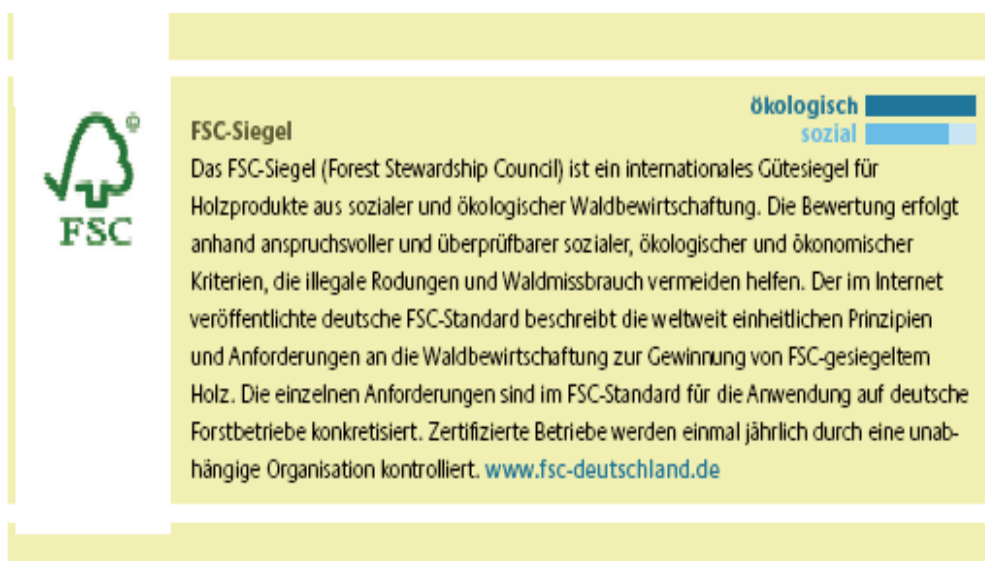 ökologisch
sozial
©
FSC
FSC-Siegel
Das FSC-Siegel (Forest Stewardship Council) ist ein internationales Gütesiegel für
Holzprodukte aus sozialer und ökologischer Waldbewirtschaftung. Die Bewertung erfolgt
anhand anspruchsvoller und überprüfbarer sozialer, ökologischer und ökonomischer
Kriterien, die illegale Rodungen und Waldmissbrauch vermeiden helfen. Der im Internet
veröffentlichte deutsche FSC-Standard beschreibt die weltweit einheitlichen Prinzipien
und Anforderungen an die Waldbewirtschaftung zur Gewinnung von FSC-gesiegeltem
Holz. Die einzelnen Anforderungen sind im FSC-Standard für die Anwendung auf deutsche
Forstbetriebe konkretisiert. Zertifizierte Betriebe werden einmal jährlich durch eine unab-
hängige Organisation kontrolliert. www.fsc-deutschland.de